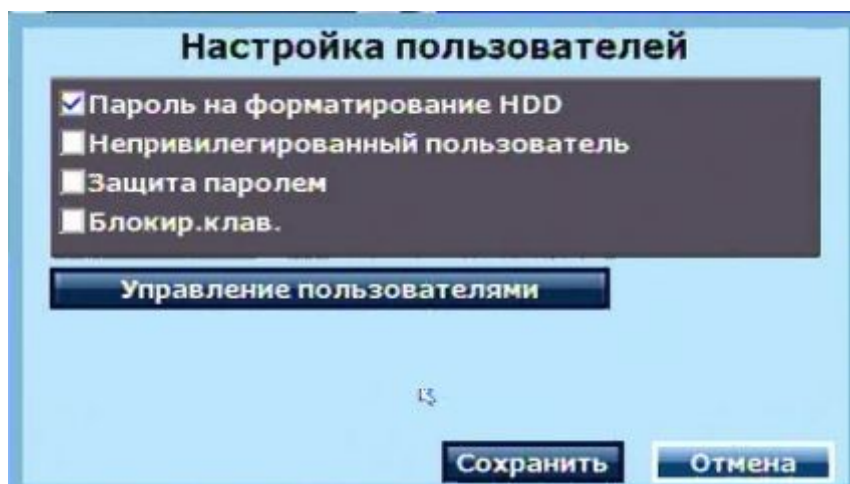 Настройка пользователей
Пароль на форматирование HDD
Непривилегированный пользователь
Защита паролем
Блокир.клав.
Управление пользователями
Сохранить Отмена